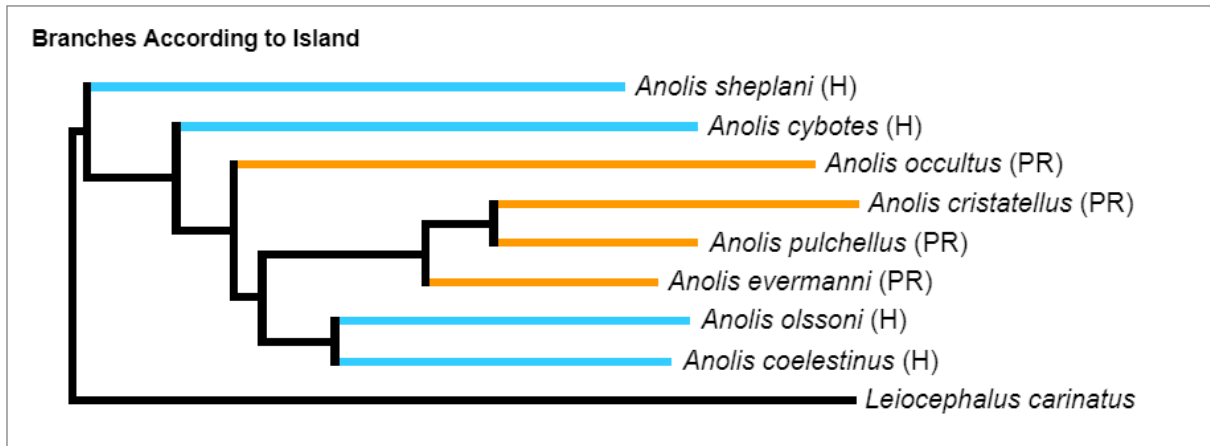 Branches According to Island
Anolis sheplani (H)
Anolis cybotes (H)
Anolis occultus (PR)
Anolis cristatellus (PR)
Anolis pulchellus (PR)
Anolis evermanni (PR)
Anolis olssoni (H)
Anolis coelestinus (H)
Leiocephalus carinatus